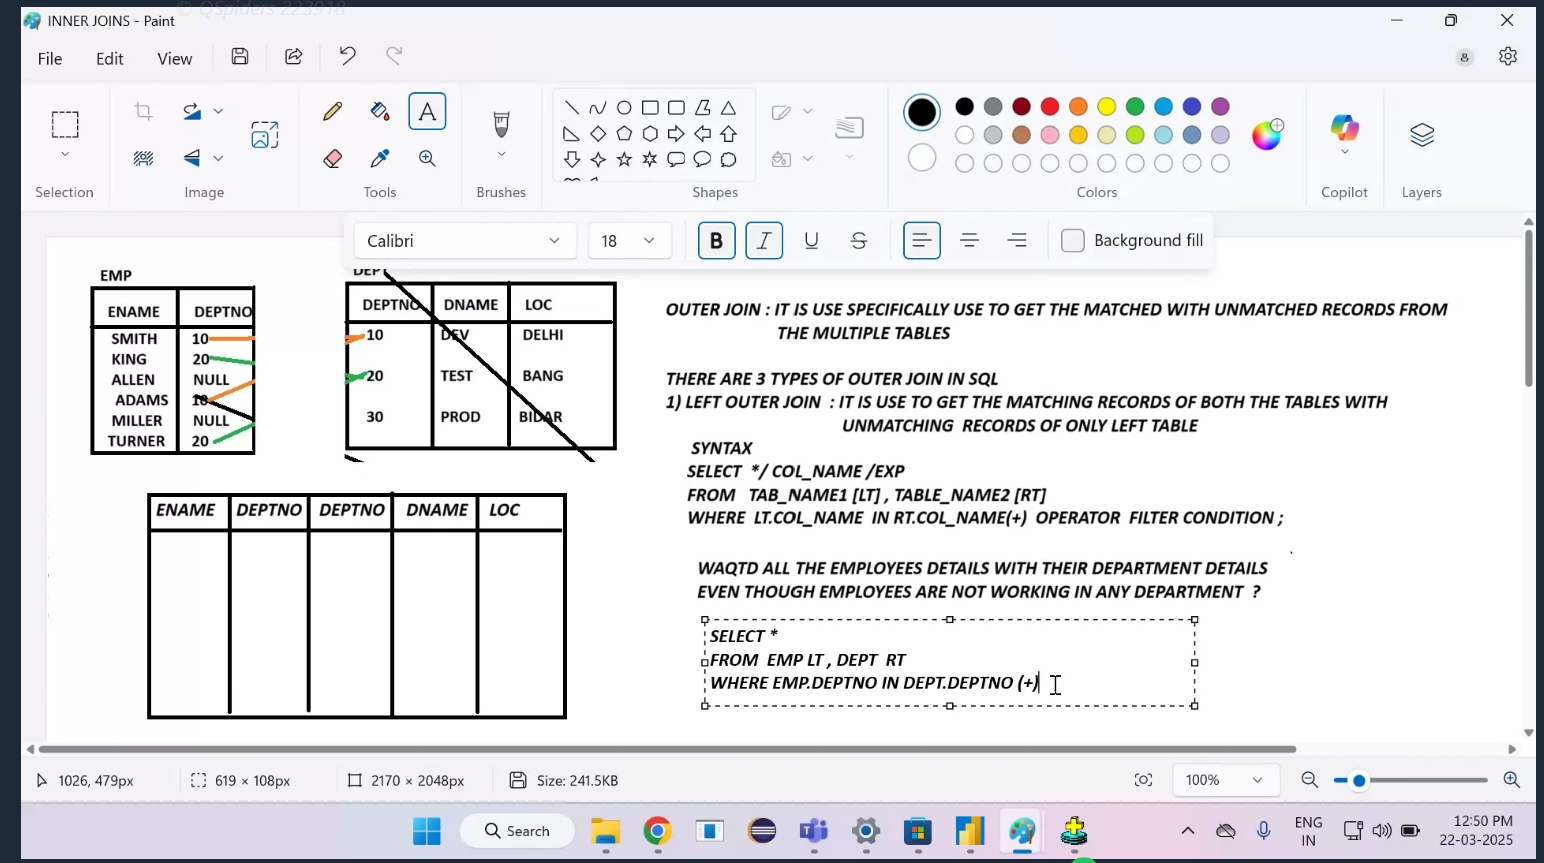 © QSpiders 223918
INNER JOINS - Paint
File Edit View
Selection Image Tools Brushes Shapes Colors Copilot Layers
Calibri 18 B I U S Background fill
EMP
ENAME DEPTNO
SMITH 10
KING 20
ALLEN NULL
ADAMS 10
MILLER NULL
TURNER 20
DEPT
DEPTNO DNAME LOC
10 DEV DELHI
20 TEST BANG
30 PROD BIDAR
ENAME DEPTNO DEPTNO DNAME LOC
OUTER JOIN : IT IS USE SPECIFICALLY USE TO GET THE MATCHED WITH UNMATCHED RECORDS FROM
THE MULTIPLE TABLES
THERE ARE 3 TYPES OF OUTER JOIN IN SQL
1) LEFT OUTER JOIN : IT IS USE TO GET THE MATCHING RECORDS OF BOTH THE TABLES WITH
UNMATCHING RECORDS OF ONLY LEFT TABLE
SYNTAX
SELECT */ COL_NAME /EXP
FROM TAB_NAME1 [LT] , TABLE_NAME2 [RT]
WHERE LT.COL_NAME IN RT.COL_NAME(+) OPERATOR FILTER CONDITION ;
WAQTD ALL THE EMPLOYEES DETAILS WITH THEIR DEPARTMENT DETAILS
EVEN THOUGH EMPLOYEES ARE NOT WORKING IN ANY DEPARTMENT ?
SELECT *
FROM EMP LT , DEPT RT
WHERE EMP.DEPTNO IN DEPT.DEPTNO (+)
1026, 479px 619 × 108px 2170 × 2048px Size: 241.5KB 100%
Search
ENG
IN
12:50 PM
22-03-2025